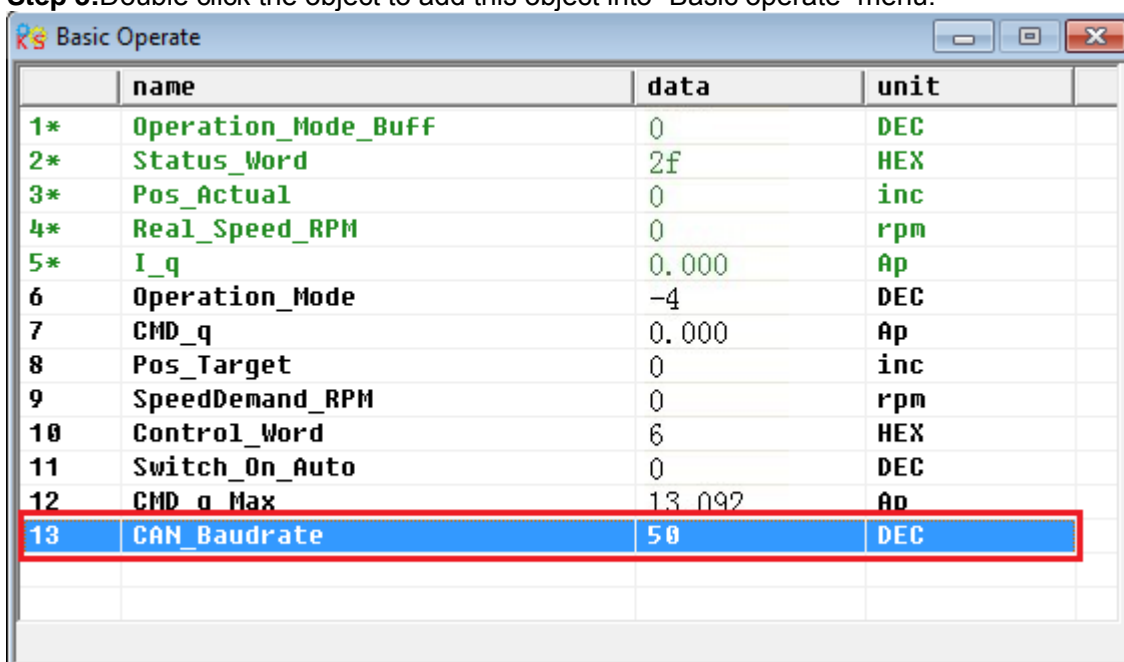 Double click the object to add this object into "Basic operate" menu.
Basic Operate
name data unit
1* Operation_Mode_Buff 0 DEC
2* Status_Word 2f HEX
3* Pos_Actual 0 inc
4* Real_Speed_RPM 0 rpm
5* I_q 0.000 Ap
6 Operation_Mode -4 DEC
7 CMD_q 0.000 Ap
8 Pos_Target 0 inc
9 SpeedDemand_RPM 0 rpm
10 Control_Word 6 HEX
11 Switch_On_Auto 0 DEC
12 CMD_q_Max 13.092 Ap
13 CAN_Baudrate 50 DEC